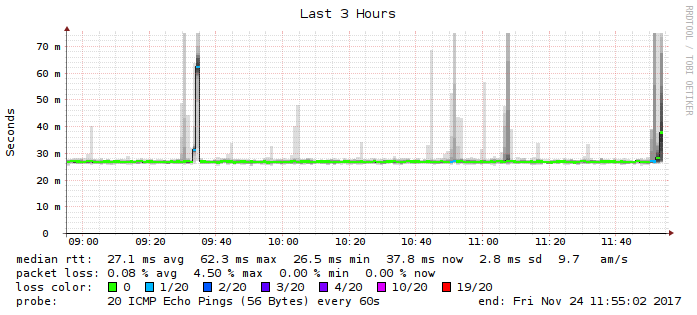 Last 3 Hours
RRDTOOL / TOBI OETIKER
Seconds
70 m
60 m
50 m
40 m
30 m
20 m
10 m
0
09:00 09:20 09:40 10:00 10:20 10:40 11:00 11:20 11:40
median rtt: 27.1 ms avg 62.3 ms max 26.5 ms min 37.8 ms now 2.8 ms sd 9.7 am/s
packet loss: 0.08 % avg 4.50 % max 0.00 % min 0.00 % now
loss color: 0 1/20 2/20 3/20 4/20 10/20 19/20
probe: 20 ICMP Echo Pings (56 Bytes) every 60s end: Fri Nov 24 11:55:02 2017